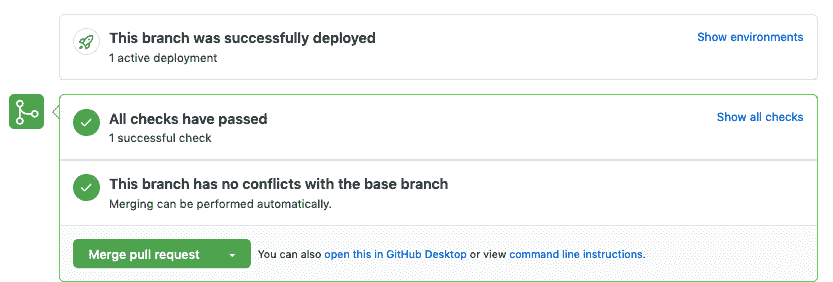 This branch was successfully deployed
Show environments
1 active deployment
All checks have passed
Show all checks
1 successful check
This branch has no conflicts with the base branch
Merging can be performed automatically.
Merge pull request
You can also open this in GitHub Desktop or view command line instructions.